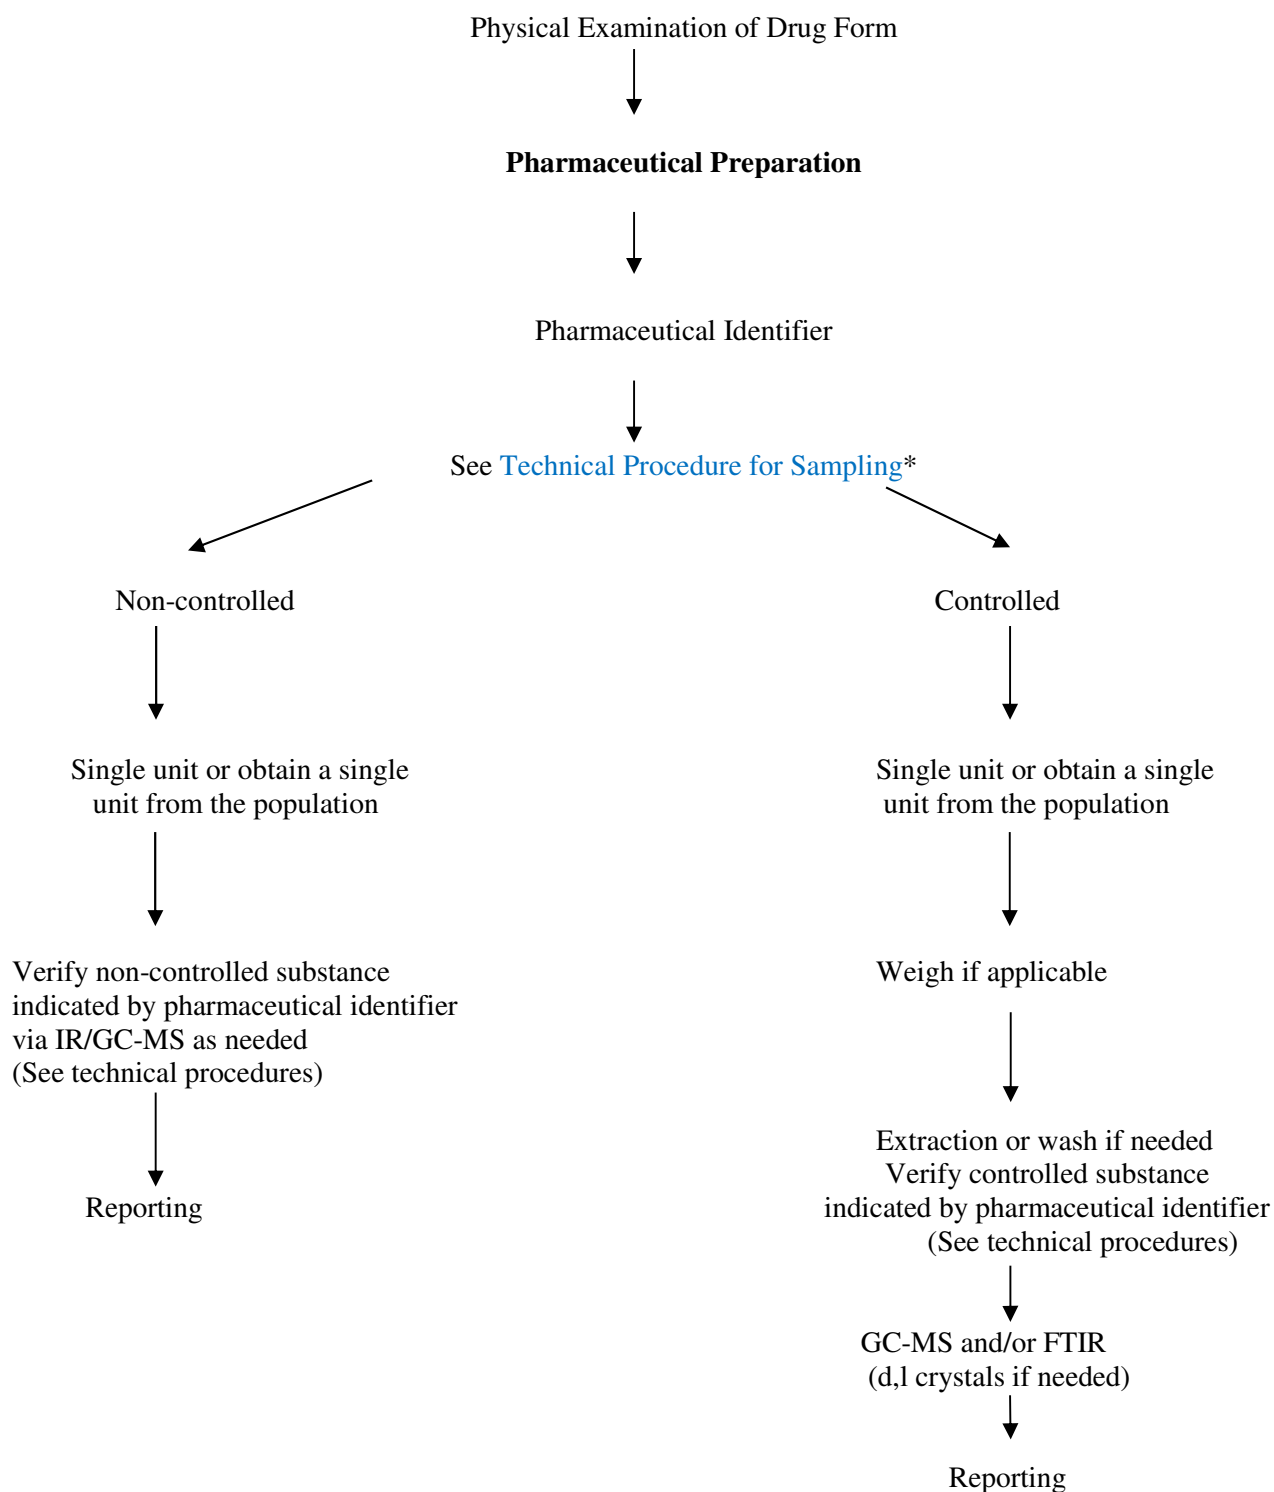 Physical Examination of Drug Form
Pharmaceutical Preparation
Pharmaceutical Identifier
See Technical Procedure for Sampling*
Non-controlled
Controlled
Single unit or obtain a single
unit from the population
Single unit or obtain a single
unit from the population
Verify non-controlled substance
indicated by pharmaceutical identifier
via IR/GC-MS as needed
(See technical procedures)
Weigh if applicable
Reporting
Extraction or wash if needed
Verify controlled substance
indicated by pharmaceutical identifier
(See technical procedures)
GC-MS and/or FTIR
(d,l crystals if needed)
Reporting